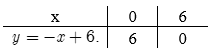 x 0 6
y = −x + 6. 6 0